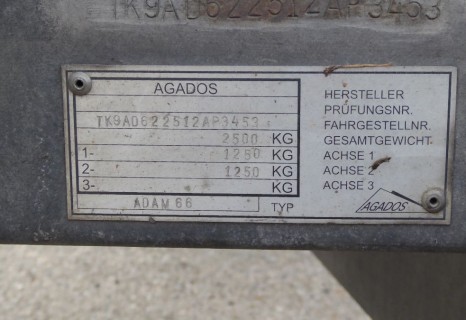 TK9AD622512AP3453
AGADOS HERSTELLER
PRÜFUNGSNR.
TK9AD622512AP3453 FAHRGESTELLNR.
2500 KG GESAMTGEWICHT
1- 1250 KG ACHSE 1
2- 1250 KG ACHSE 2
3- KG ACHSE 3
ADAM 66 TYP
AGADOS